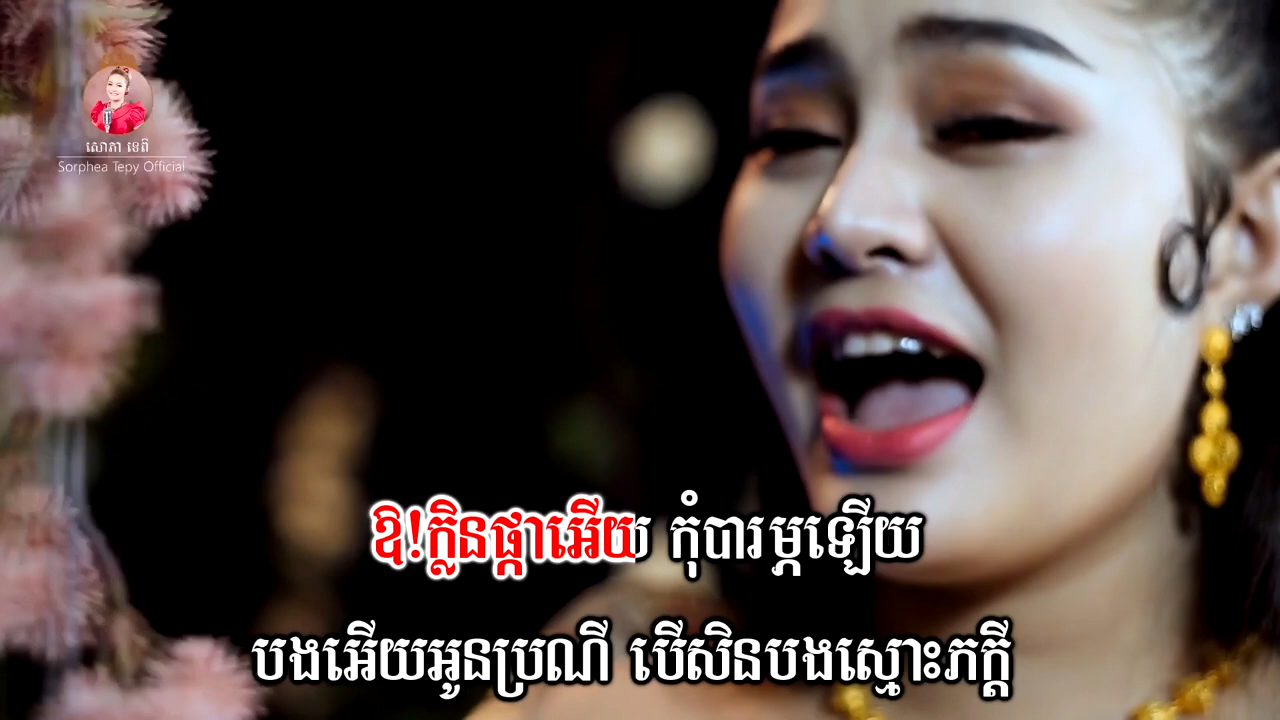 សោភា ទេពី
Sorphea Tepy Official
ឱ!ក្លិនផ្កាអើយ កុំបារម្ភឡើយ
បងអើយអូនប្រណី បើសិនបងស្មោះភក្ដី